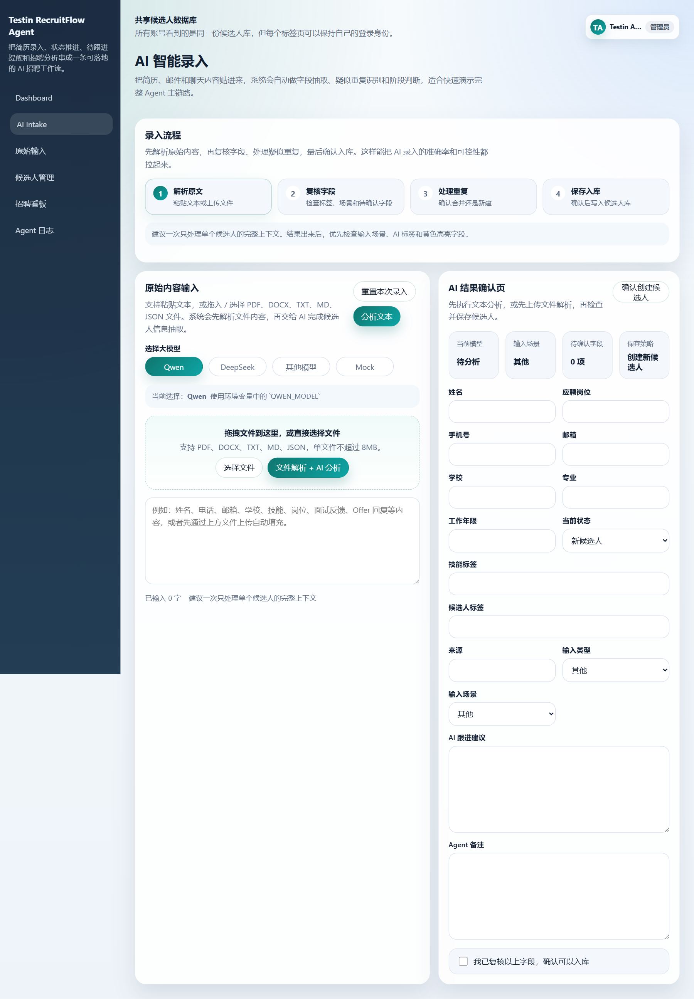 Testin RecruitFlow
Agent
把简历录入、状态推进、待跟进
提醒和招聘分析串成一条可落地
的 AI 招聘工作流。
Dashboard
AI Intake
原始输入
候选人管理
招聘看板
Agent 日志
共享候选人数据库
所有账号看到的是同一份候选人库，但每个标签页可以保持自己的登录身份。
TA
Testin A...
管理员
AI 智能录入
把简历、邮件和聊天内容贴进来，系统会自动做字段抽取、疑似重复识别和阶段判断，适合快速演示完
整 Agent 主链路。
录入流程
先解析原始内容，再复核字段、处理疑似重复，最后确认入库。这样能把 AI 录入的准确率和可控性都
拉起来。
1
解析原文
粘贴文本或上传文件
2
复核字段
检查标签、场景和待确认字段
3
处理重复
确认合并还是新建
4
保存入库
确认后写入候选人库
建议一次只处理单个候选人的完整上下文。结果出来后，优先检查输入场景、AI 标签和黄色高亮字段。
原始内容输入
支持粘贴文本，或拖入 / 选择 PDF、DOCX、TXT、MD、
JSON 文件。系统会先解析文件内容，再交给 AI 完成候选
人信息抽取。
重置本次录入
分析文本
选择大模型
Qwen
DeepSeek
其他模型
Mock
当前选择：Qwen 使用环境变量中的 `QWEN_MODEL`
拖拽文件到这里，或直接选择文件
支持 PDF、DOCX、TXT、MD、JSON，单文件不超过 8MB。
选择文件
文件解析 + AI 分析
例如：姓名、电话、邮箱、学校、技能、岗位、面试反馈、Offer 回复等内
容，或者先通过上方文件上传自动填充。
已输入 0 字 建议一次只处理单个候选人的完整上下文
AI 结果确认页
先执行文本分析，或先上传文件解析，再检查
并保存候选人。
确认创建候
选人
当前模型
待分析
输入场景
其他
待确认字段
0 项
保存策略
创建新候
选人
姓名
应聘岗位
手机号
邮箱
学校
专业
工作年限
当前状态
新候选人
技能标签
候选人标签
来源
输入类型
其他
输入场景
其他
AI 跟进建议
Agent 备注
我已复核以上字段，确认可以入库